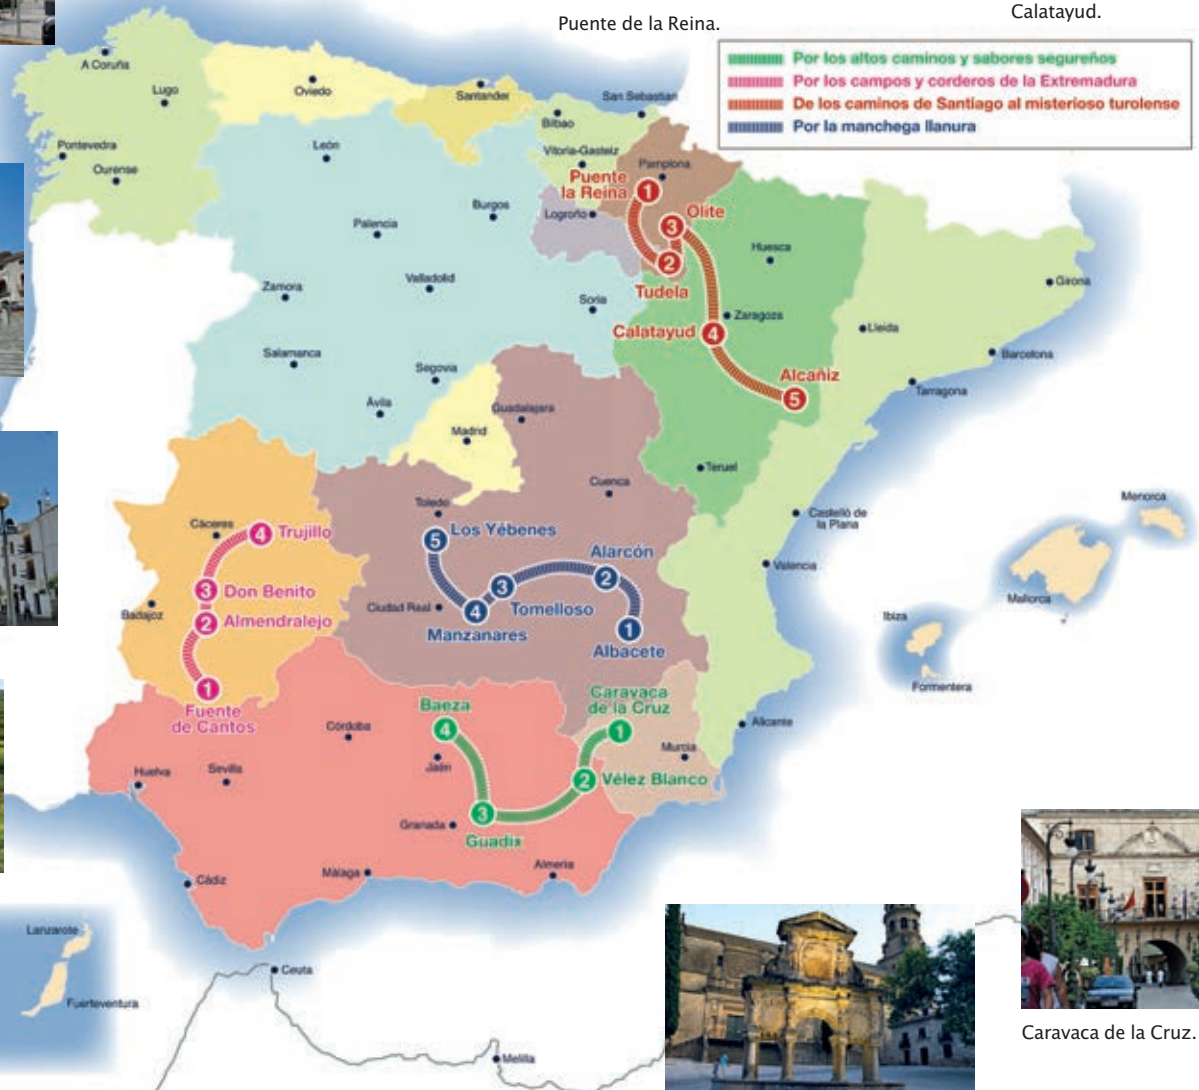 Puente de la Reina.
Calatayud.
Por los altos caminos y sabores segureños
Por los campos y corderos de la Extremadura
De los caminos de Santiago al misterioso turolense
Por la manchega llanura
A Coruña
Lugo
Oviedo
Santander
San Sebastian
Bilbao
Pontevedra
Ourense
León
Vitoria-Gasteiz
Pamplona
Puente
la Reina
1
Burgos
Logroño
Olite
3
Palencia
Huesca
2
Tudela
Zamora
Valladolid
Soria
Girona
Zaragoza
Calatayud
4
Lleida
Salamanca
Segovia
Barcelona
Alcañiz
5
Tarragona
Ávila
Guadalajara
Madrid
Teruel
Cuenca
Toledo
Menorca
Castelló de
la Plana
Cáceres
4
Trujillo
5
Los Yébenes
Alarcón
2
Valencia
3
Don Benito
3
Tomelloso
Mallorca
Badajoz
2
Almendralejo
Ciudad Real
4
Manzanares
1
Albacete
Ibiza
Formentera
1
Fuente
de Cantos
Baeza
4
Caravaca
de la Cruz
1
Córdoba
Alicante
Murcia
Jaén
Huelva
Sevilla
2
Vélez Blanco
3
Guadix
Granada
Almeria
Málaga
Cádiz
Lanzarote
Fuerteventura
Ceuta
Melilla
Caravaca de la Cruz.